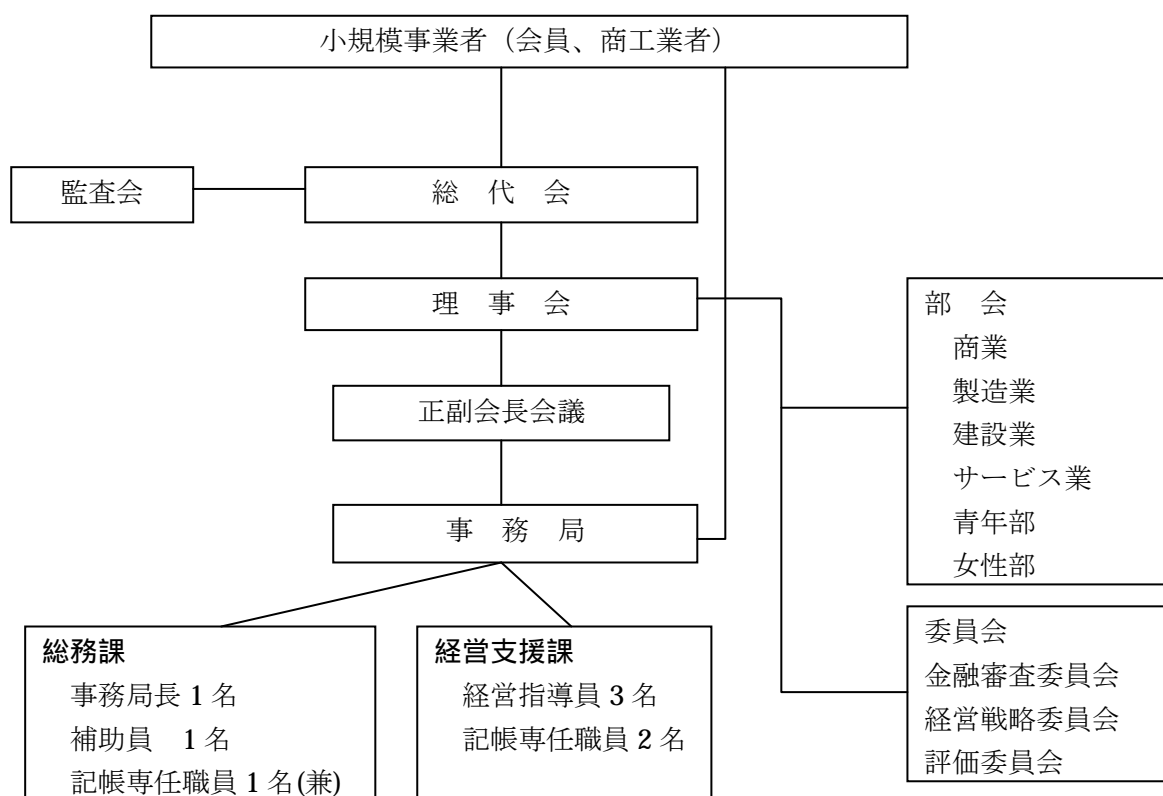 小規模事業者（会員、商工業者）
監査会
総　代　会
理　事　会
正副会長会議
事　務　局
部　会
商業
製造業
建設業
サービス業
青年部
女性部
総務課
事務局長 1 名
補助員　1 名
記帳専任職員 1 名(兼)
経営支援課
経営指導員 3 名
記帳専任職員 2 名
委員会
金融審査委員会
経営戦略委員会
評価委員会